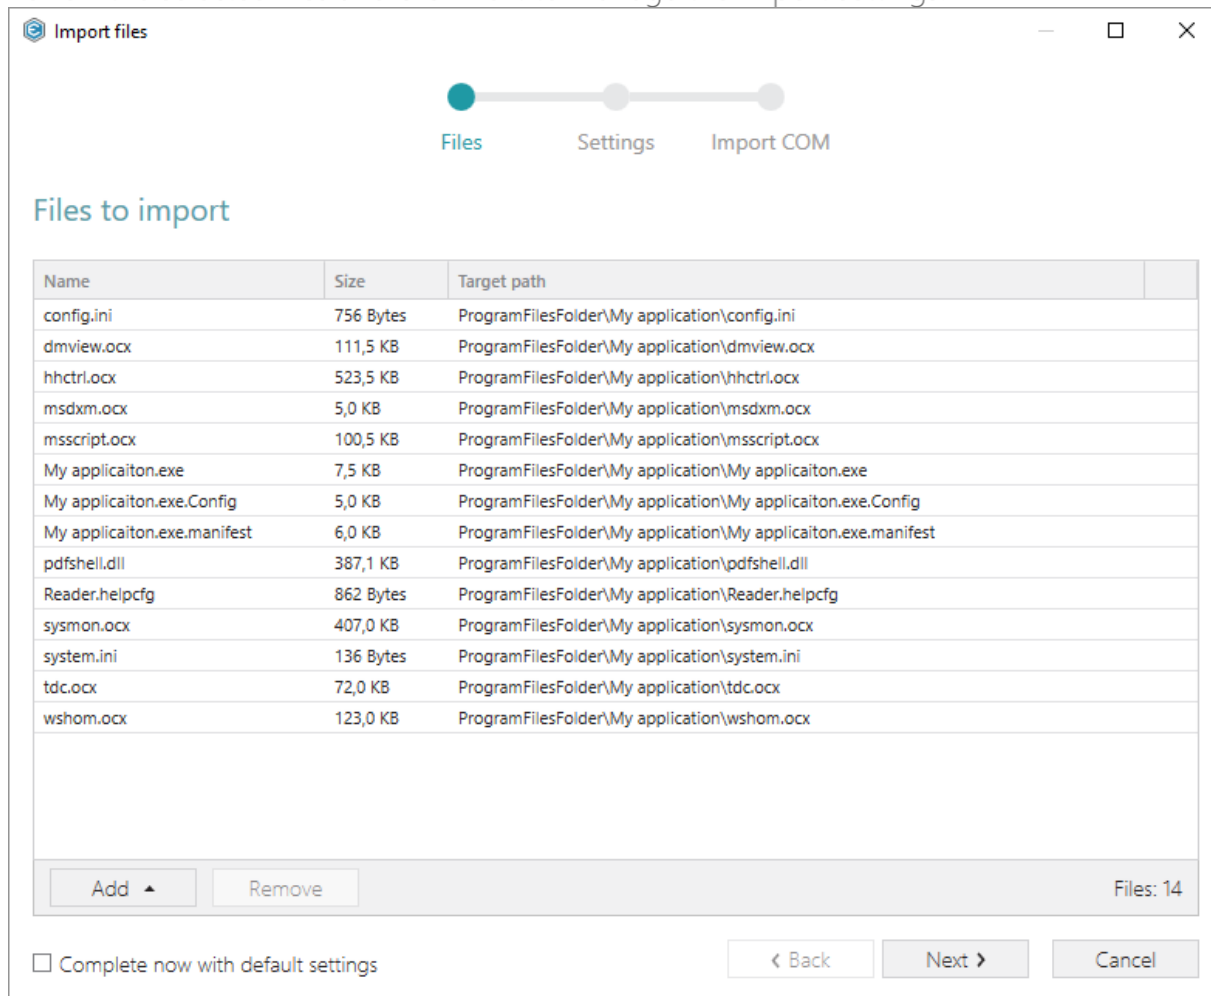 Import files
Files Settings Import COM
Files to import
Name Size Target path
config.ini 756 Bytes ProgramFilesFolder\My application\config.ini
dmview.ocx 111,5 KB ProgramFilesFolder\My application\dmview.ocx
hhctrl.ocx 523,5 KB ProgramFilesFolder\My application\hhctrl.ocx
msdxm.ocx 5,0 KB ProgramFilesFolder\My application\msdxm.ocx
msscript.ocx 100,5 KB ProgramFilesFolder\My application\msscript.ocx
My applicaiton.exe 7,5 KB ProgramFilesFolder\My application\My applicaiton.exe
My applicaiton.exe.Config 5,0 KB ProgramFilesFolder\My application\My applicaiton.exe.Config
My applicaiton.exe.manifest 6,0 KB ProgramFilesFolder\My application\My applicaiton.exe.manifest
pdfshell.dll 387,1 KB ProgramFilesFolder\My application\pdfshell.dll
Reader.helpcfg 862 Bytes ProgramFilesFolder\My application\Reader.helpcfg
sysmon.ocx 407,0 KB ProgramFilesFolder\My application\sysmon.ocx
system.ini 136 Bytes ProgramFilesFolder\My application\system.ini
tdc.ocx 72,0 KB ProgramFilesFolder\My application\tdc.ocx
wshom.ocx 123,0 KB ProgramFilesFolder\My application\wshom.ocx
Add Remove Files: 14
Complete now with default settings Back Next Cancel